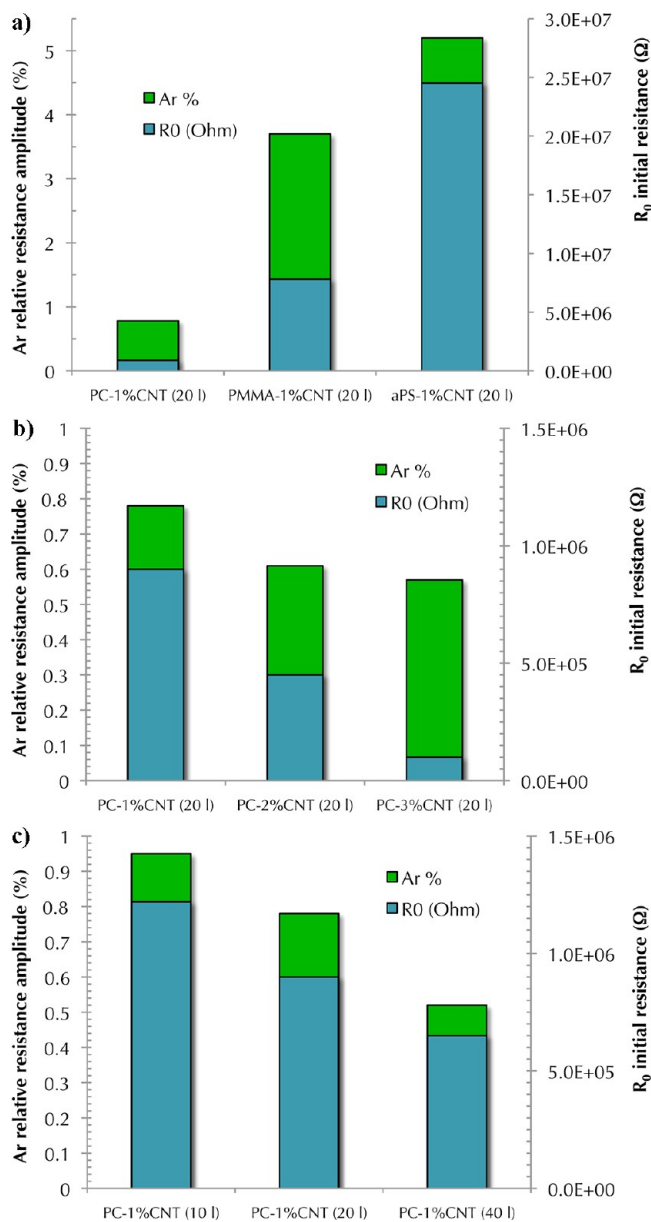 a)
Ar relative resistance amplitude (%)
5
4
3
2
1
0
Ar %
R0 (Ohm)
3.0E+07
2.5E+07
2.0E+07
1.5E+07
1.0E+07
5.0E+06
0.0E+00
R0 initial reisitance (Ω)
PC-1%CNT (20 l) PMMA-1%CNT (20 l) aPS-1%CNT (20 l)
b)
Ar relative resistance amplitude (%)
1
0.9
0.8
0.7
0.6
0.5
0.4
0.3
0.2
0.1
0
Ar %
R0 (Ohm)
1.5E+06
1.0E+06
5.0E+05
0.0E+00
R0 initial resistance (Ω)
PC-1%CNT (20 l) PC-2%CNT (20 l) PC-3%CNT (20 l)
c)
Ar relative resistance amplitude (%)
1
0.9
0.8
0.7
0.6
0.5
0.4
0.3
0.2
0.1
0
Ar %
R0 (Ohm)
1.5E+06
1.0E+06
5.0E+05
0.0E+00
R0 initial resistance (Ω)
PC-1%CNT (10 l) PC-1%CNT (20 l) PC-1%CNT (40 l)